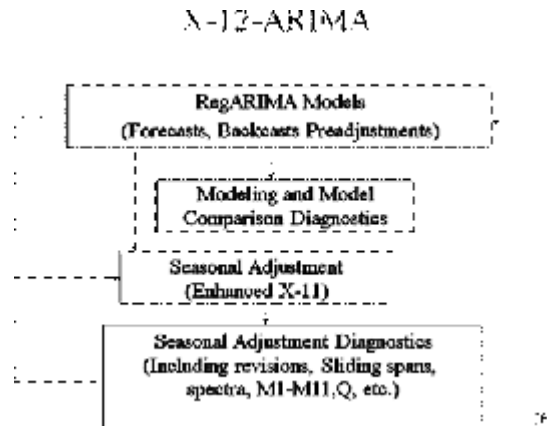 X-12-ARIMA
RegARIMA Models
(Forecasts, Backcasts Preadjustments)
Modeling and Model
Comparison Diagnostics
Seasonal Adjustment
(Enhanced X-11)
Seasonal Adjustment Diagnostics
(Including revisions, Sliding spans,
spectra, M1-M11,Q, etc.)